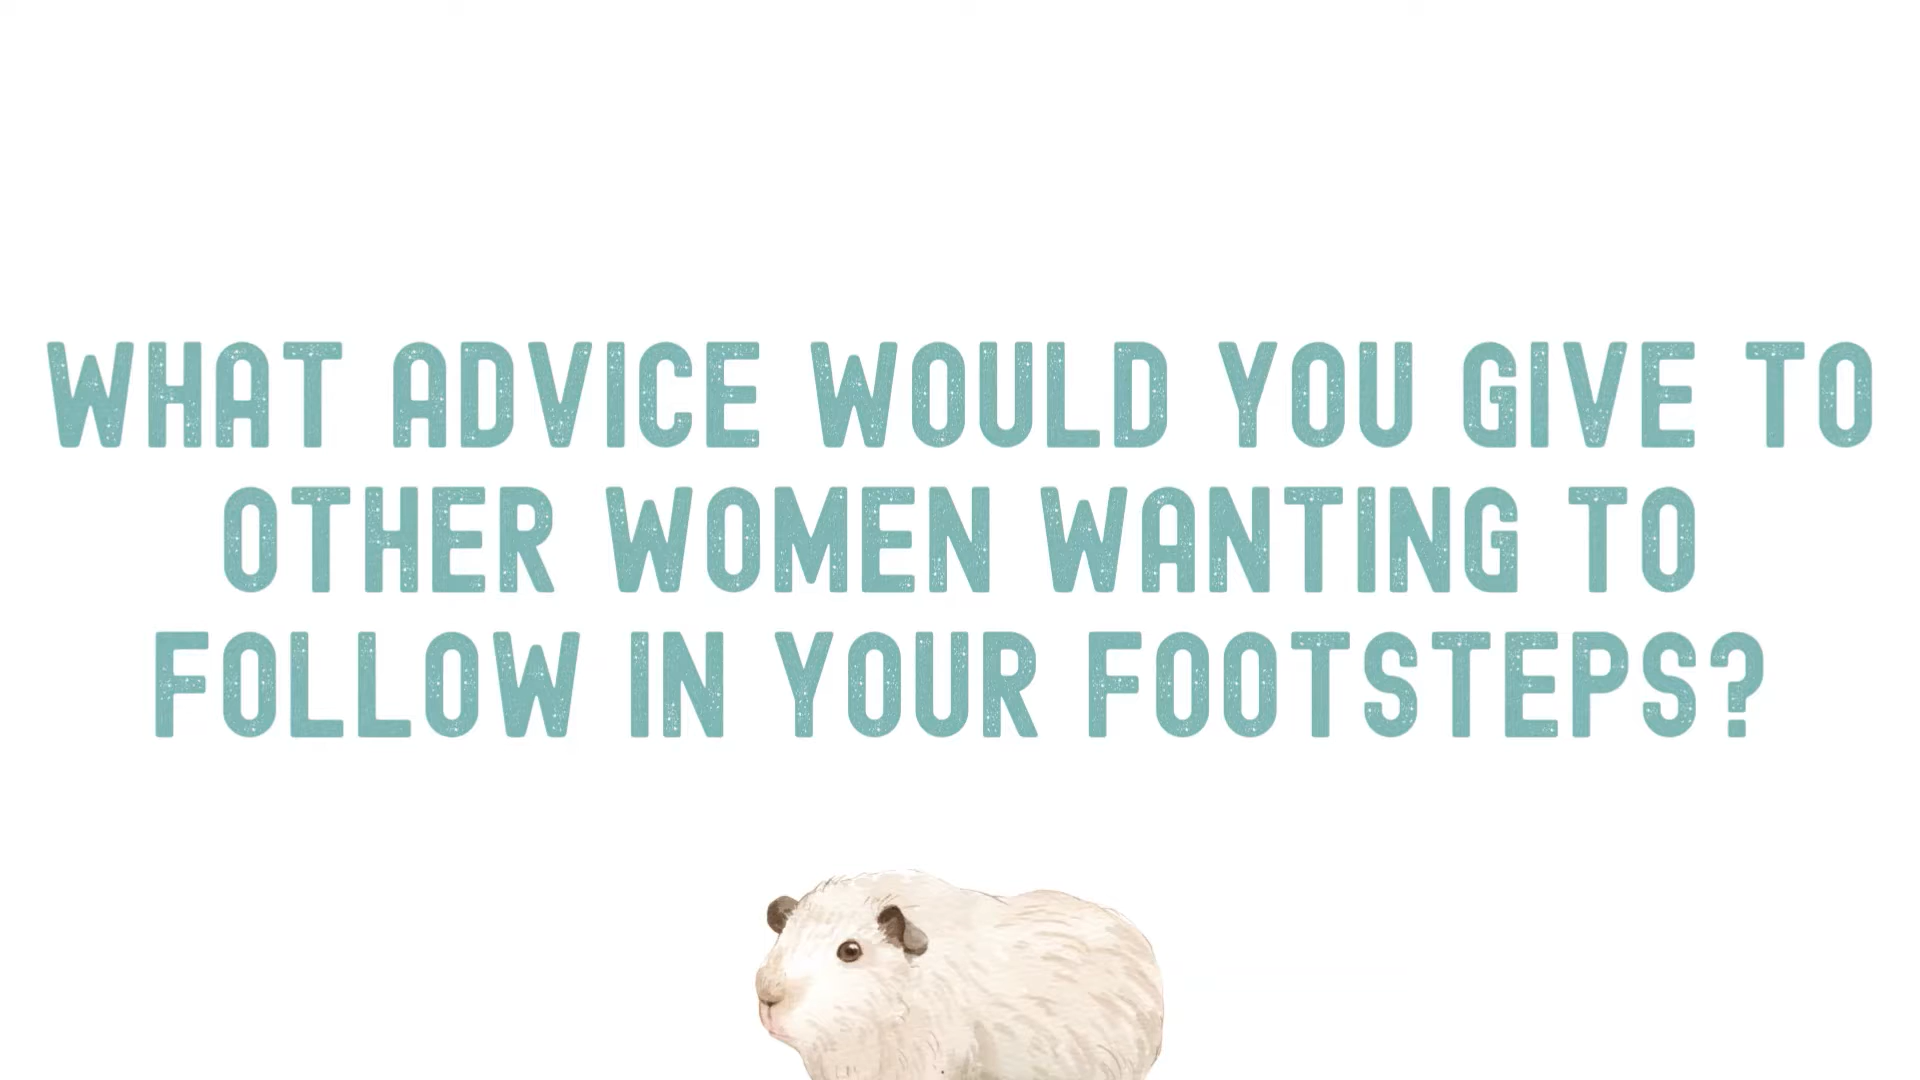 WHAT ADVICE WOULD YOU GIVE TO
OTHER WOMEN WANTING TO
FOLLOW IN YOUR FOOTSTEPS?